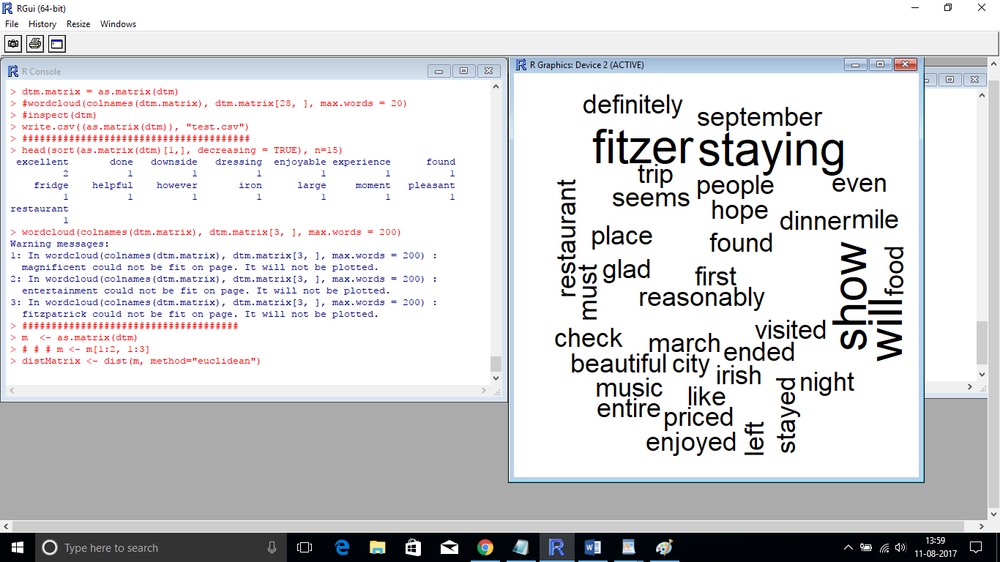 RGui (64-bit)
File History Resize Windows
R Console
> dtm.matrix = as.matrix(dtm)
> #wordcloud(colnames(dtm.matrix), dtm.matrix[28, ], max.words = 20)
> #inspect(dtm)
> write.csv((as.matrix(dtm)), "test.csv")
> #######################################
> head(sort(as.matrix(dtm)[1,], decreasing = TRUE), n=15)
excellent done downside dressing enjoyable experience found
2 1 1 1 1 1 1
fridge helpful however iron large moment pleasant
1 1 1 1 1 1 1
restaurant
1
> wordcloud(colnames(dtm.matrix), dtm.matrix[3, ], max.words = 200)
Warning messages:
1: In wordcloud(colnames(dtm.matrix), dtm.matrix[3, ], max.words = 200) :
magnificent could not be fit on page. It will not be plotted.
2: In wordcloud(colnames(dtm.matrix), dtm.matrix[3, ], max.words = 200) :
entertainment could not be fit on page. It will not be plotted.
3: In wordcloud(colnames(dtm.matrix), dtm.matrix[3, ], max.words = 200) :
fitzpatrick could not be fit on page. It will not be plotted.
> #####################################
> m <- as.matrix(dtm)
> # # # m <- m[1:2, 1:3]
> distMatrix <- dist(m, method="euclidean")
R Graphics: Device 2 (ACTIVE)
definitely
september
fitzer staying
trip
people
even
seems
hope
restaurant
dinner mile
place
found
glad
must
first
reasonably
show
food
will
visited
check
march
ended
beautiful city
irish
music
night
like
entire
priced
stayed
left
enjoyed
Type here to search
13:59
11-08-2017